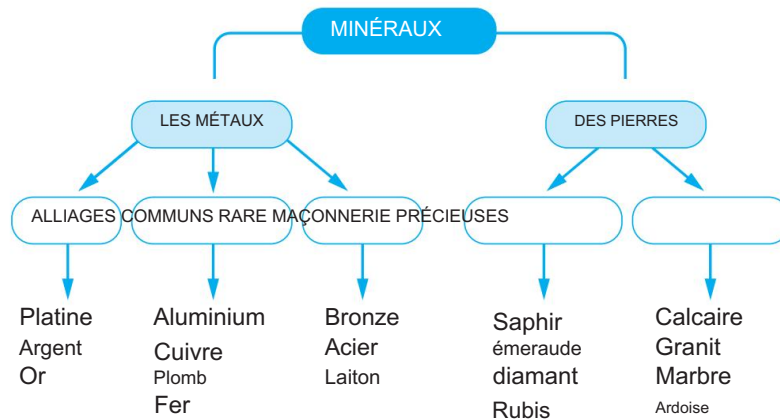 MINÉRAUX
LES MÉTAUX
DES PIERRES
ALLIAGES COMMUNS RARE MAÇONNERIE PRÉCIEUSES
Platine
Argent
Or
Aluminium
Cuivre
Plomb
Fer
Bronze
Acier
Laiton
Saphir
émeraude
diamant
Rubis
Calcaire
Granit
Marbre
Ardoise